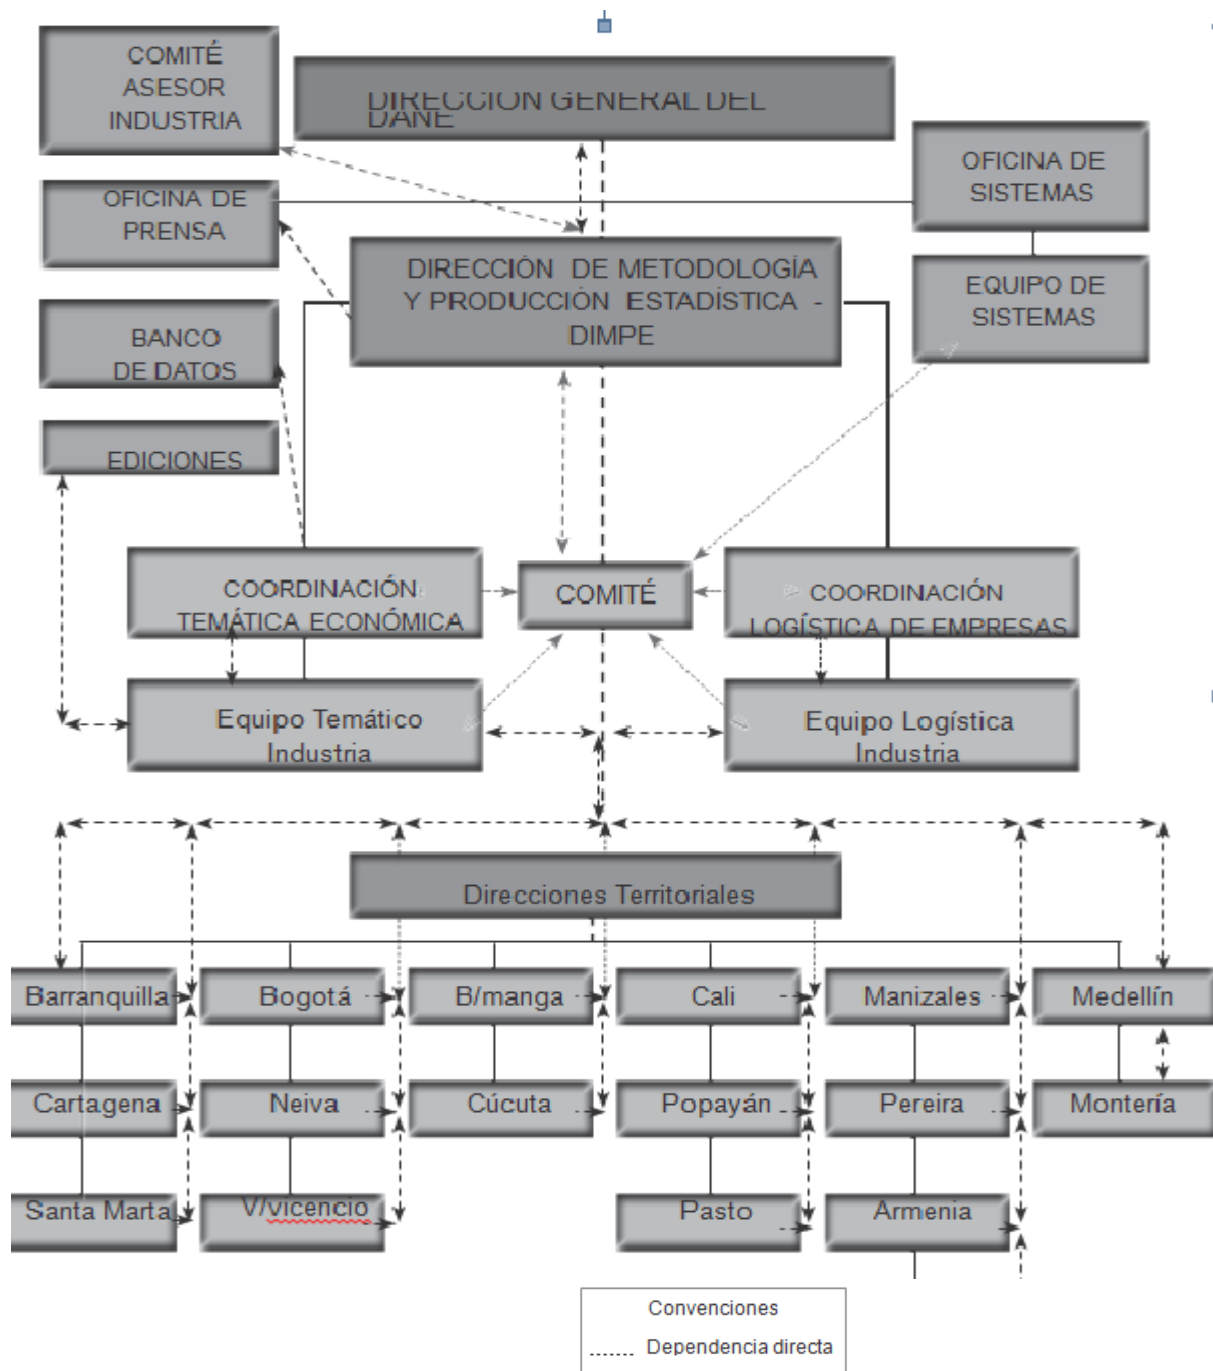 COMITÉ
ASESOR
INDUSTRIA
DIRECCIÓN GENERAL DEL
DANE
OFICINA DE
SISTEMAS
OFICINA DE
PRENSA
DIRECCIÓN DE METODOLOGÍA
Y PRODUCCIÓN ESTADÍSTICA -
DIMPE
EQUIPO DE
SISTEMAS
BANCO
DE DATOS
EDICIONES
COORDINACIÓN
TEMÁTICA ECONÓMICA
COMITÉ
COORDINACIÓN
LOGÍSTICA DE EMPRESAS
Equipo Temático
Industria
Equipo Logística
Industria
Direcciones Territoriales
Barranquilla
Bogotá
B/manga
Cali
Manizales
Medellín
Cartagena
Neiva
Cúcuta
Popayán
Pereira
Montería
Santa Marta
V/vicencio
Pasto
Armenia
Convenciones
Dependencia directa